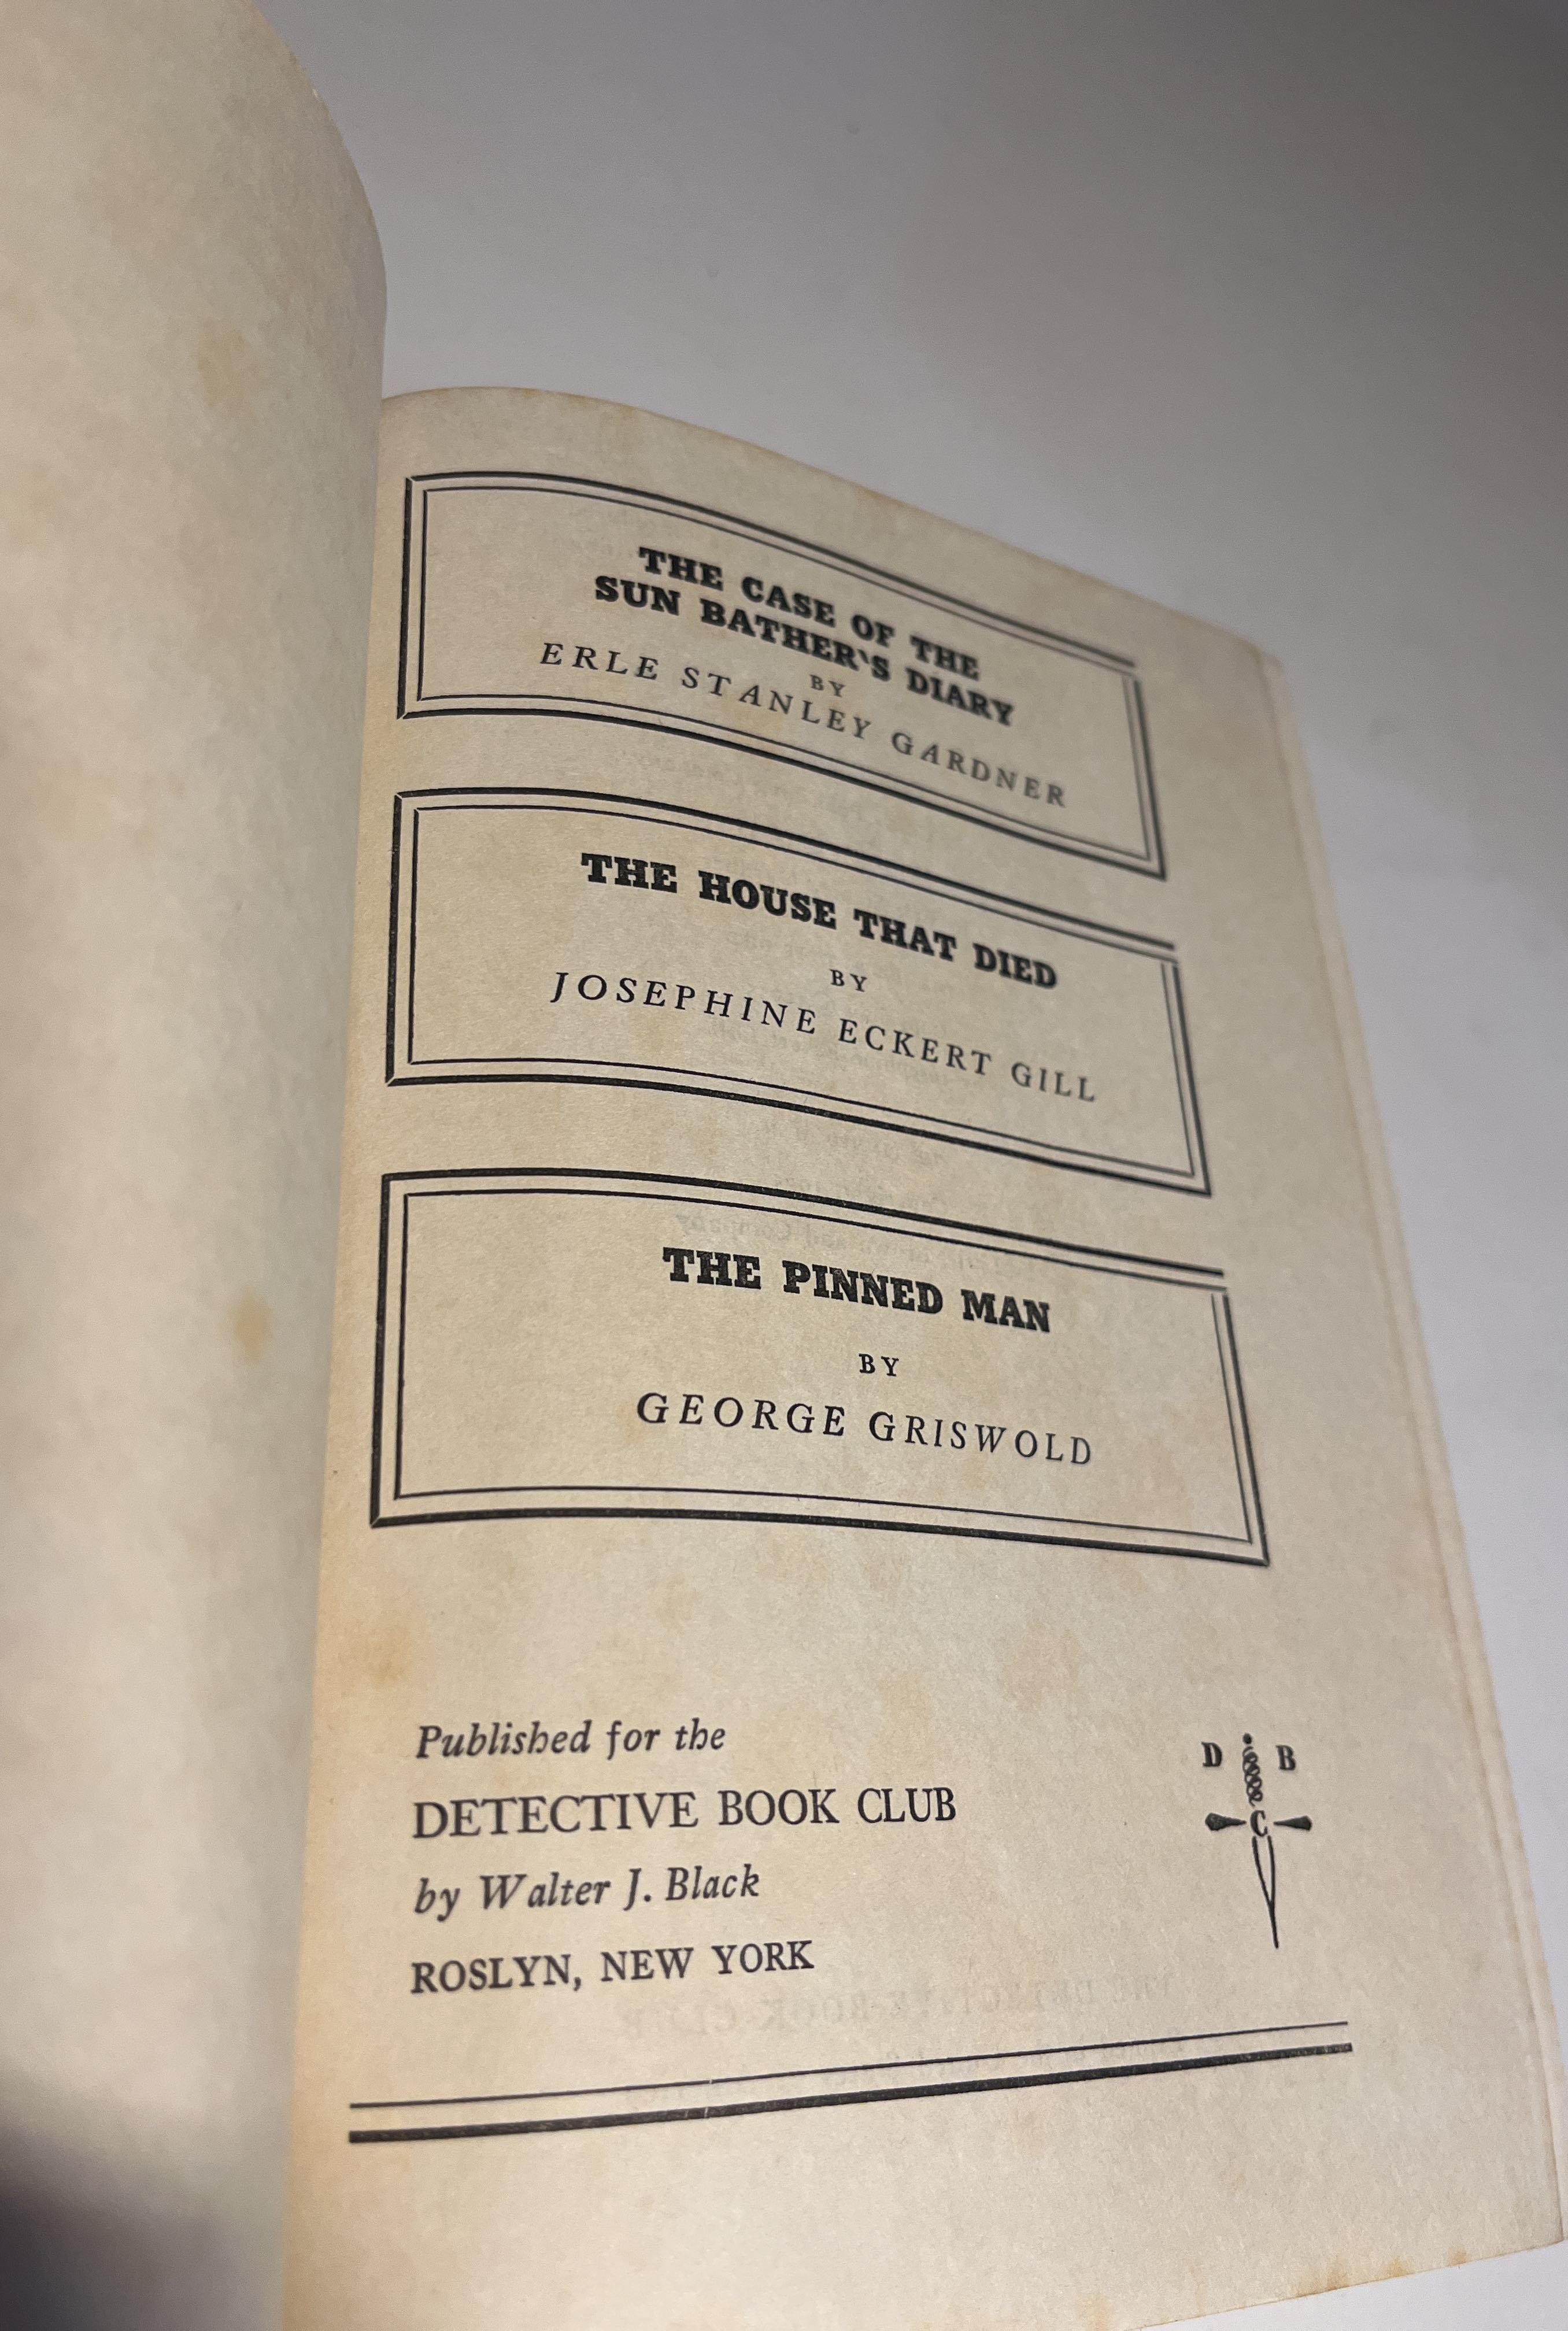 THE CASE OF THE
SUN BATHER'S DIARY
BY
ERLE STANLEY GARDNER
THE HOUSE THAT DIED
BY
JOSEPHINE ECKERT GILL
THE PINNED MAN
BY
GEORGE GRISWOLD
Published for the
DETECTIVE BOOK CLUB
by Walter J. Black
ROSLYN, NEW YORK
D B
C